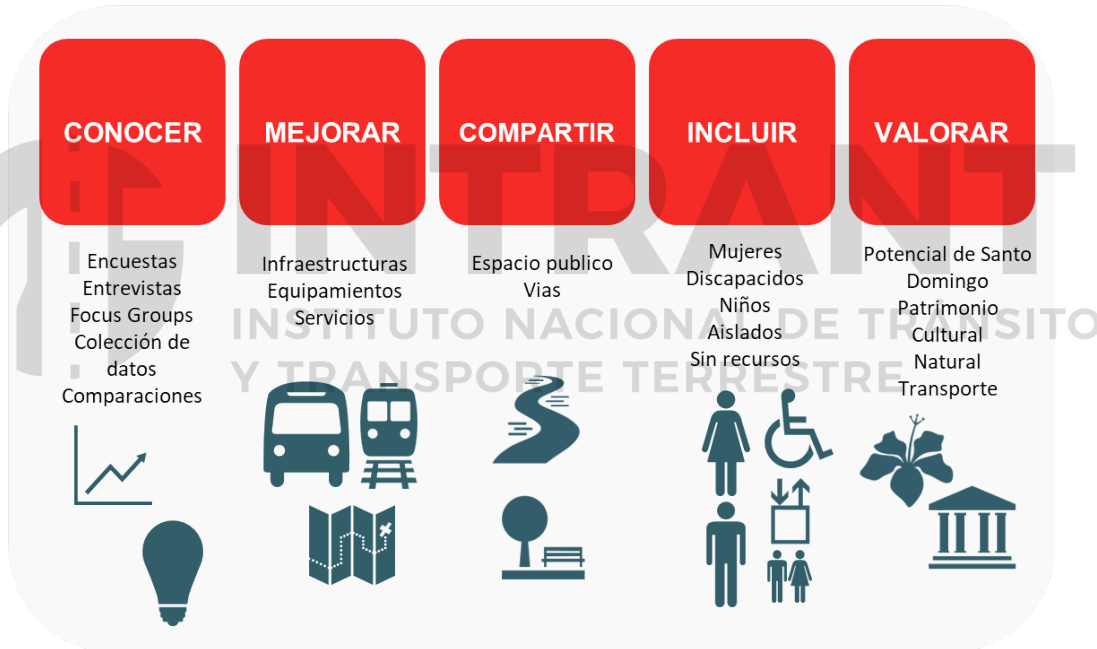 CONOCER
Encuestas
Entrevistas
Focus Groups
Colección de
datos
Comparaciones
MEJORAR
Infraestructuras
Equipamientos
Servicios
COMPARTIR
Espacio publico
Vias
INCLUIR
Mujeres
Discapacidos
Niños
Aislados
Sin recursos
VALORAR
Potencial de Santo
Domingo
Patrimonio
Cultural
Natural
Transporte
INTRANT
INSTITUTO NACIONAL DE TRÁNSITO
Y TRANSPORTE TERRESTRE